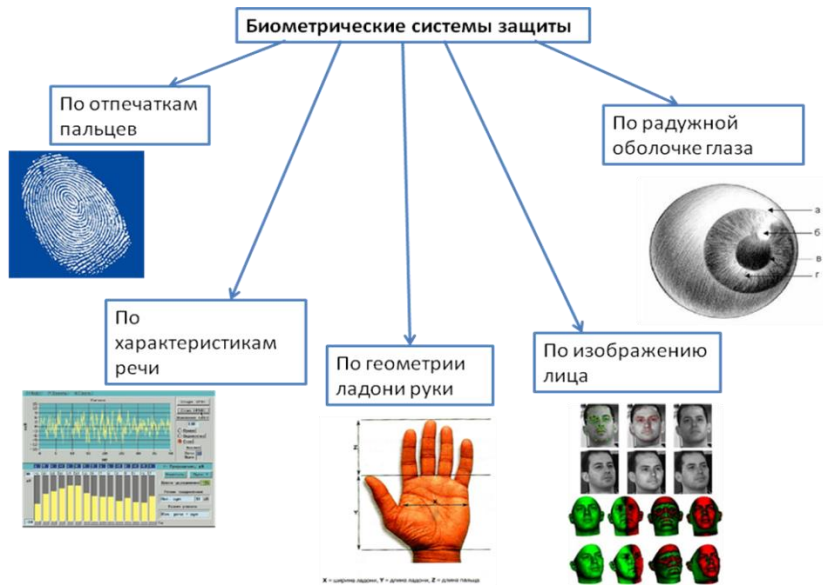 Биометрические системы защиты
По отпечаткам
пальцев
По радужной
оболочке глаза
а
б
в
г
По
характеристикам
речи
По геометрии
ладони руки
По изображению
лица
X = ширина ладони, Y = длина ладони, Z = длина пальца